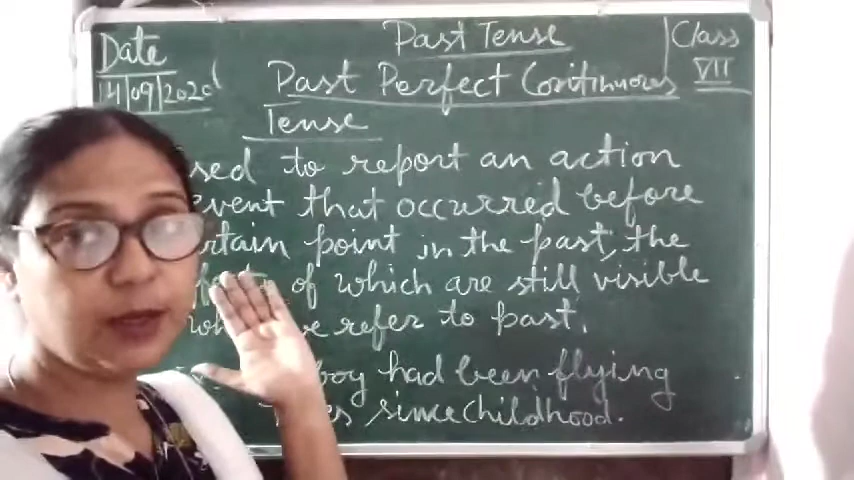 Date
Past Tense
Class
VII
14/09/2020
Past Perfect Continuous
Tense
sed to report an action
event that occurred before
rtain point in the past, the
of which are still visible
we refer to past.
boy had been flying
since childhood.